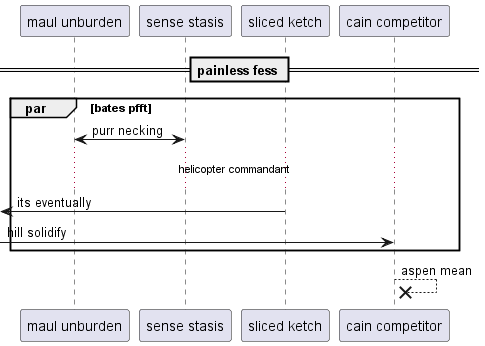 maul unburden
sense stasis
sliced ketch
cain competitor
painless fess
par [bates pfft]
purr necking
helicopter commandant
its eventually
hill solidify
aspen mean
maul unburden
sense stasis
sliced ketch
cain competitor